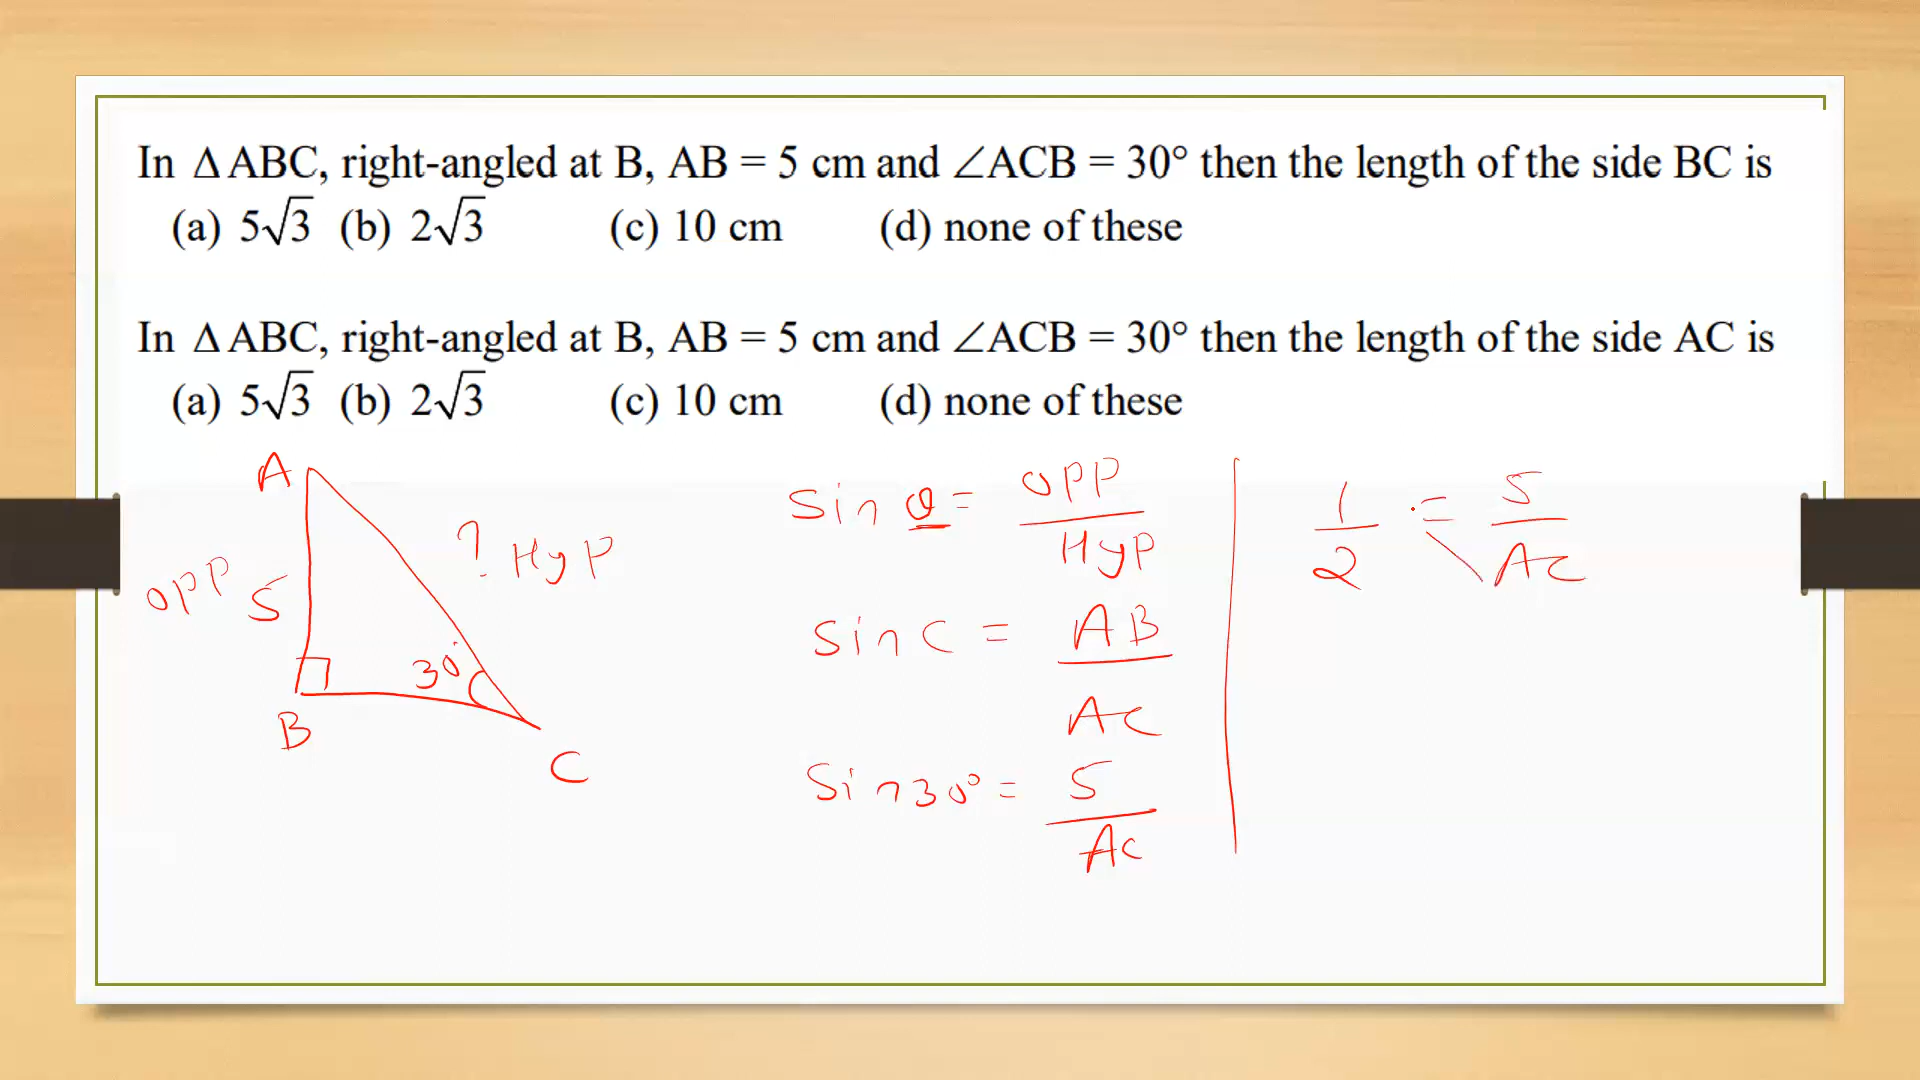 In ΔABC, right-angled at B, AB = 5 cm and ∠ACB = 30° then the length of the side BC is
(a) 5√3 (b) 2√3 (c) 10 cm (d) none of these
In ΔABC, right-angled at B, AB = 5 cm and ∠ACB = 30° then the length of the side AC is
(a) 5√3 (b) 2√3 (c) 10 cm (d) none of these
A
opp 5
? Hyp
30°
B
C
sin θ = opp / Hyp
sin C = AB / AC
Sin 30° = 5 / AC
1 / 2 = 5 / AC